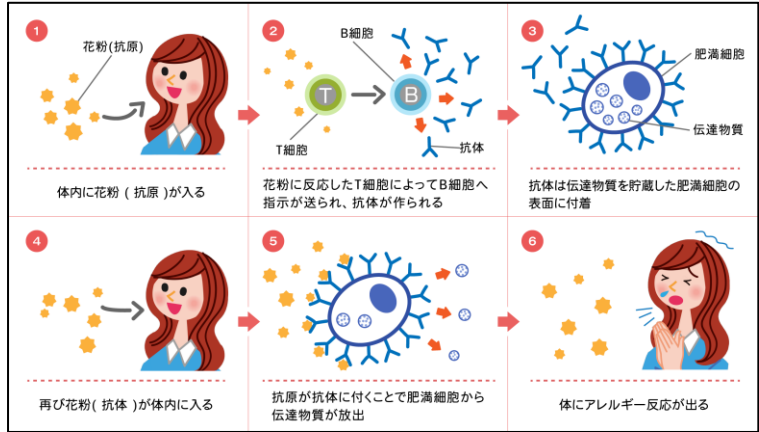 1
花粉(抗原)
体内に花粉 ( 抗原 )が入る
2
B細胞
T
B
T細胞
抗体
花粉に反応したT細胞によってB細胞へ
指示が送られ、抗体が作られる
3
肥満細胞
伝達物質
抗体は伝達物質を貯蔵した肥満細胞の
表面に付着
4
再び花粉( 抗体 )が体内に入る
5
抗原が抗体に付くことで肥満細胞から
伝達物質が放出
6
体にアレルギー反応が出る